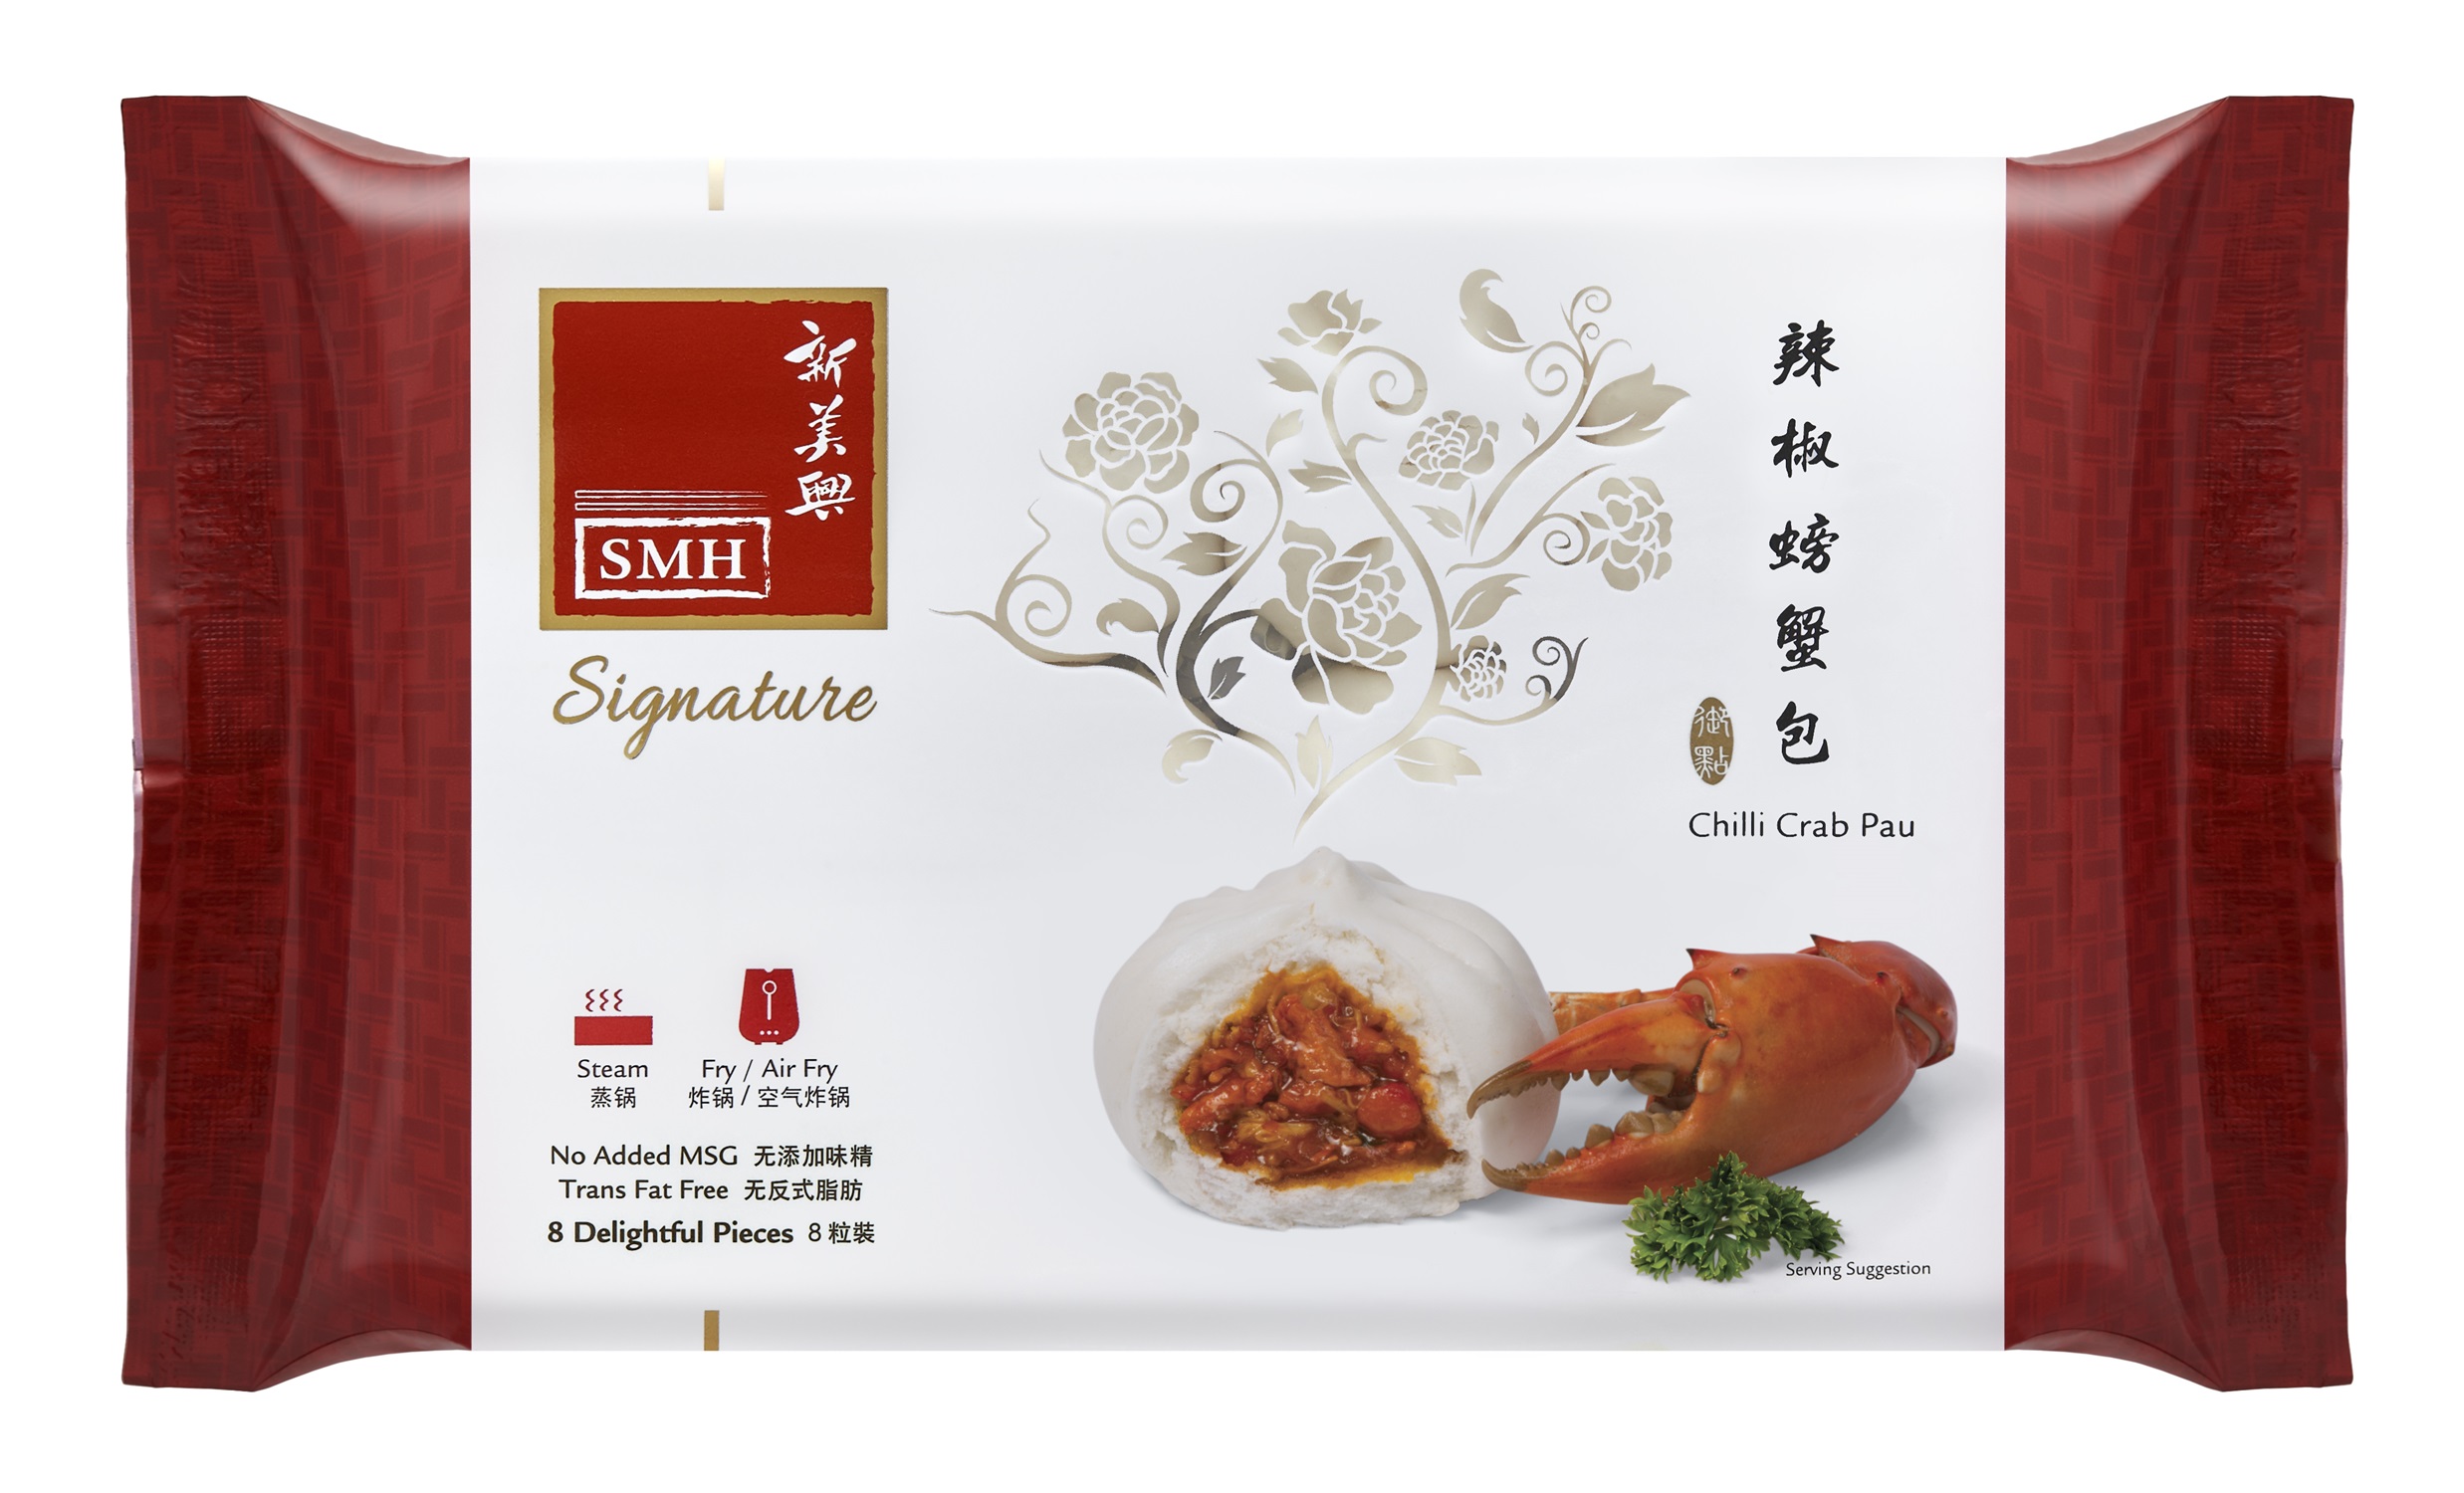 新美興
SMH
Signature
辣椒螃蟹包
御點
Chilli Crab Pau
Steam
蒸锅
Fry / Air Fry
炸锅 / 空气炸锅
No Added MSG 无添加味精
Trans Fat Free 无反式脂肪
8 Delightful Pieces 8 粒裝
Serving Suggestion